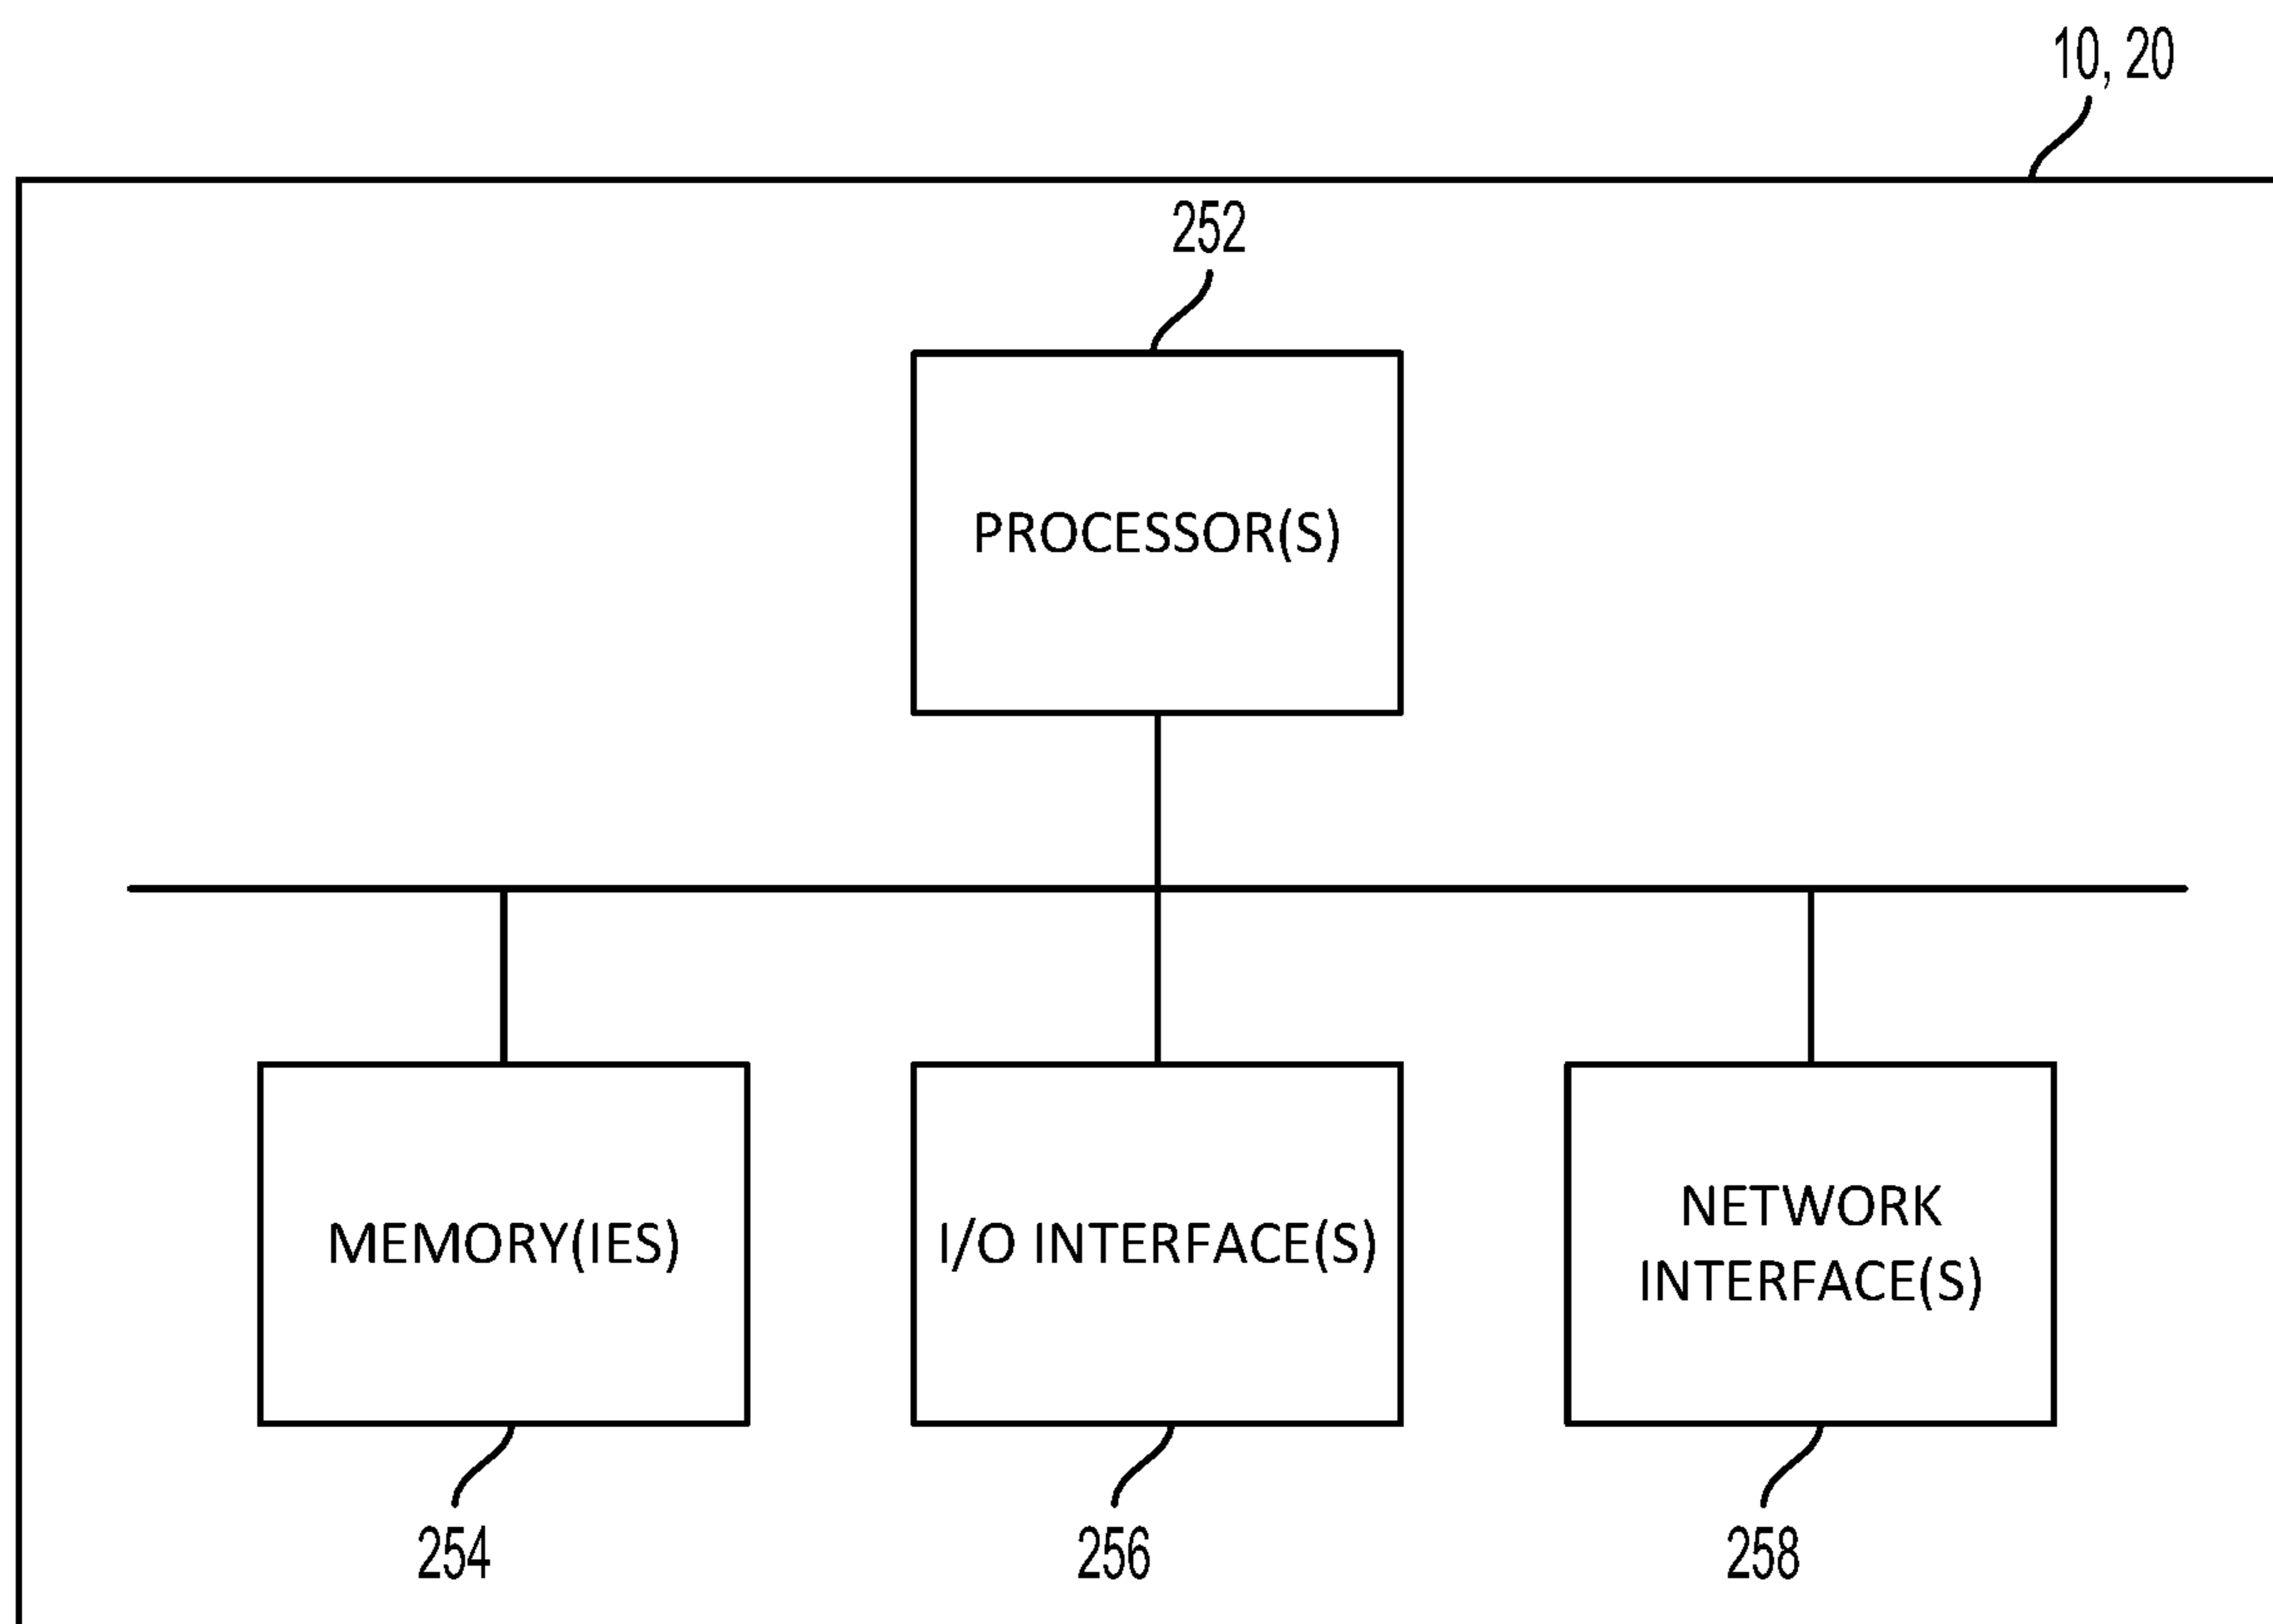 10, 20
252
PROCESSOR(S)
MEMORY(IES)
I/O INTERFACE(S)
NETWORK
INTERFACE(S)
254
256
258